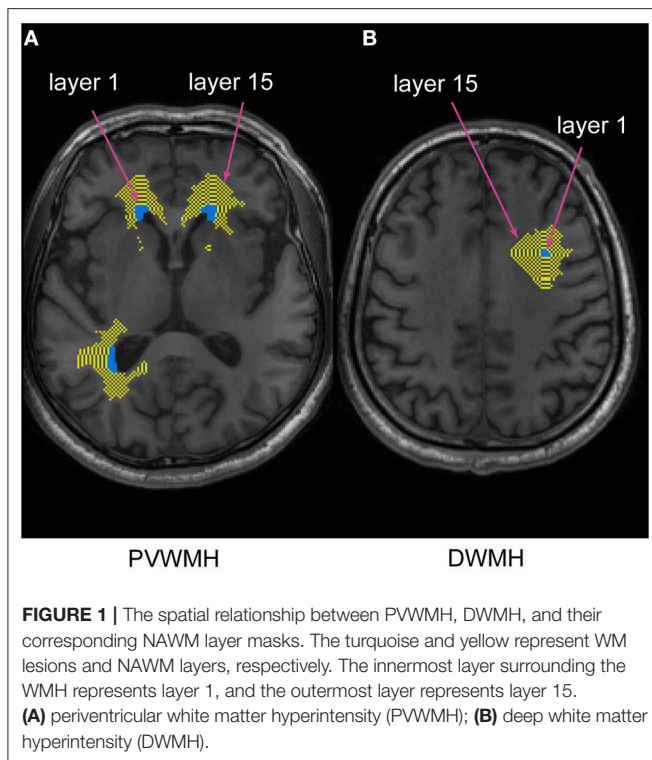 A
B
layer 1
layer 15
layer 15
layer 1
PVWMH
DWMH
FIGURE 1 | The spatial relationship between PVWMH, DWMH, and their
corresponding NAWM layer masks. The turquoise and yellow represent WM
lesions and NAWM layers, respectively. The innermost layer surrounding the
WMH represents layer 1, and the outermost layer represents layer 15.
(A) periventricular white matter hyperintensity (PVWMH); (B) deep white matter
hyperintensity (DWMH).